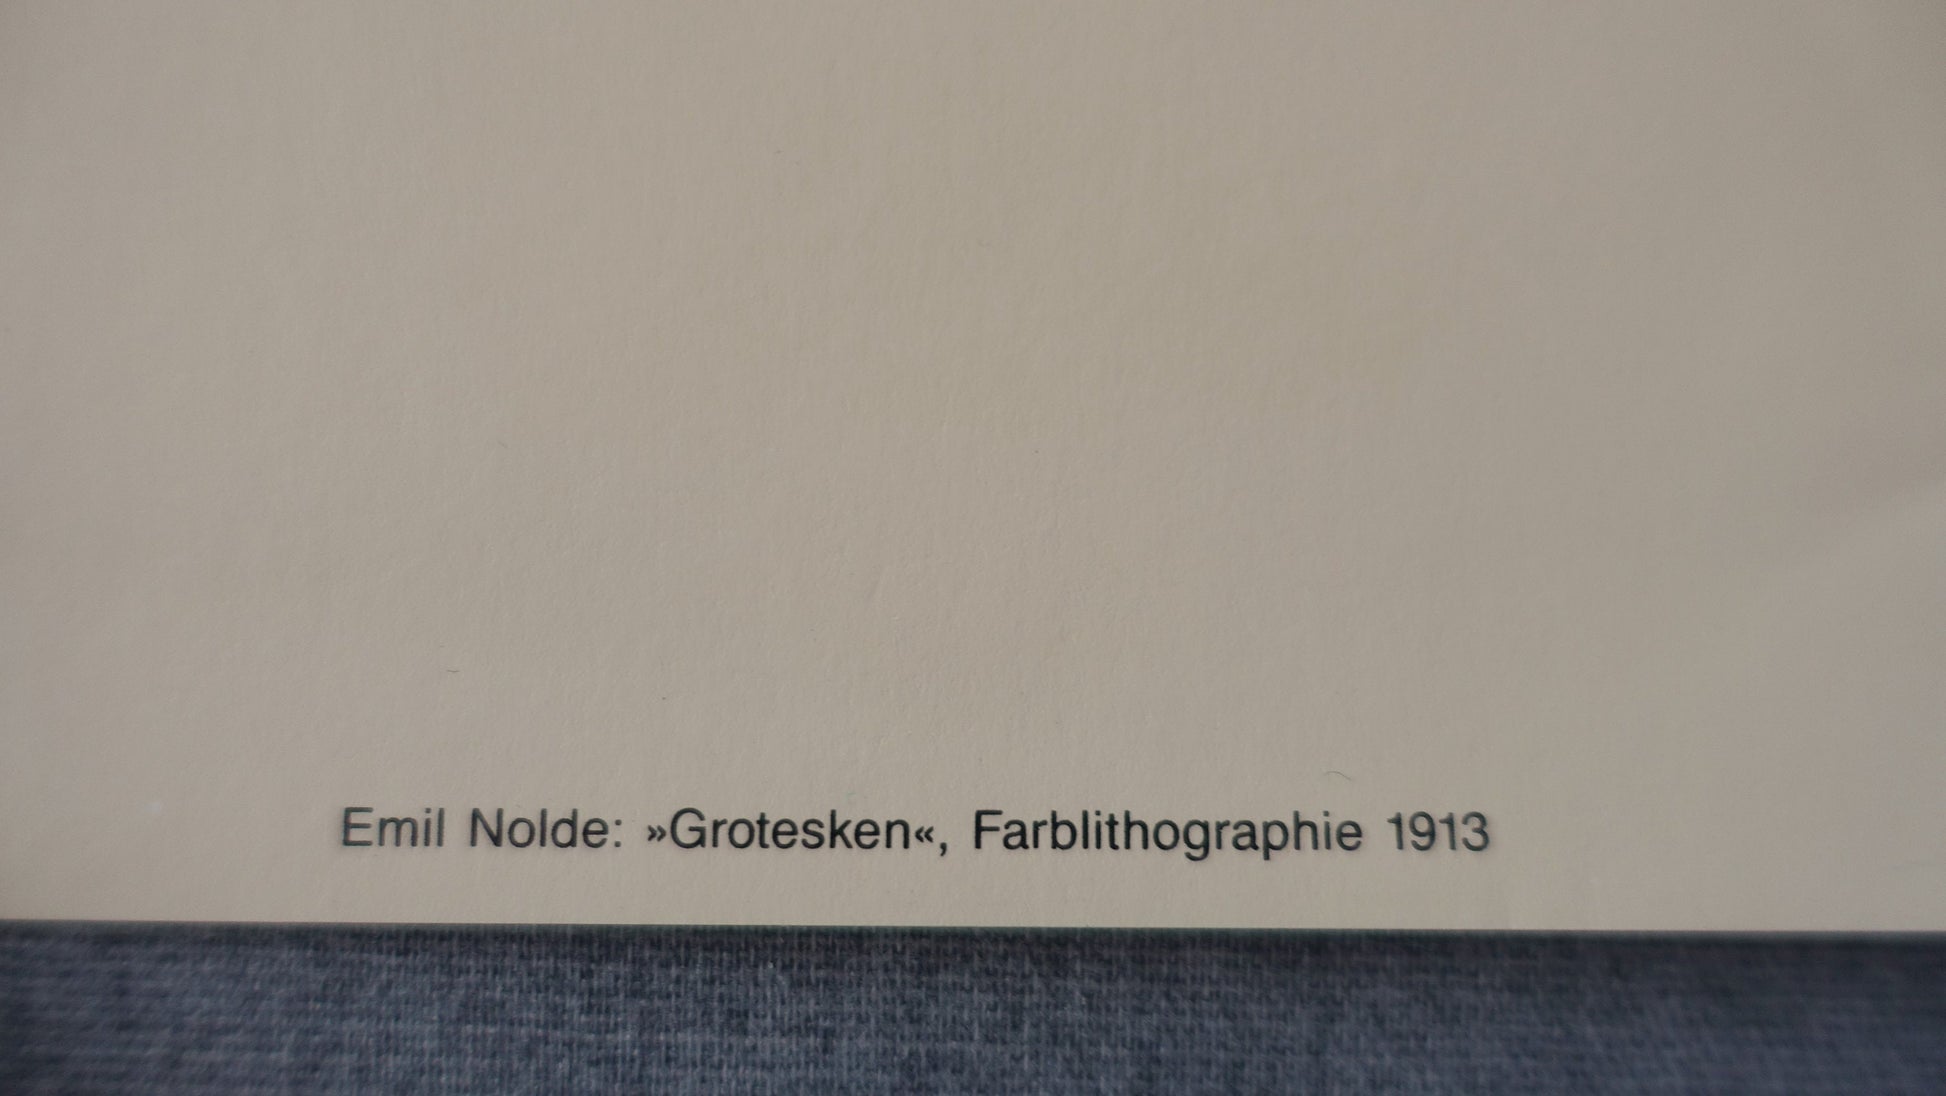 Emil Nolde: »Grotesken«, Farblithographie 1913